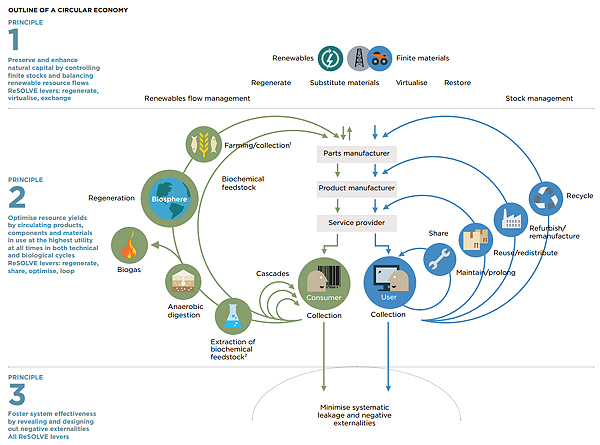 OUTLINE OF A CIRCULAR ECONOMY
PRINCIPLE
1
Preserve and enhance
natural capital by controlling
finite stocks and balancing
renewable resource flows
ReSOLVE levers: regenerate,
virtualise, exchange
Renewables
Finite materials
Regenerate
Substitute materials
Virtualise
Restore
Renewables flow management
Stock management
PRINCIPLE
2
Optimise resource yields
by circulating products,
components and materials
in use at the highest utility
at all times in both technical
and biological cycles
ReSOLVE levers: regenerate,
share, optimise, loop
Farming/collection¹
Parts manufacturer
Biochemical
feedstock
Product manufacturer
Regeneration
Biosphere
Recycle
Service provider
Refurbish/
remanufacture
Share
Reuse/redistribute
Biogas
Cascades
Maintain/prolong
Consumer
User
Anaerobic
digestion
Collection
Collection
Extraction of
biochemical
feedstock²
PRINCIPLE
3
Foster system effectiveness
by revealing and designing
out negative externalities
All ReSOLVE levers
Minimise systematic
leakage and negative
externalities